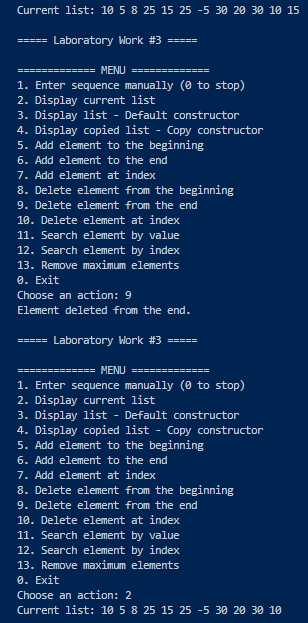 Current list: 10 5 8 25 15 25 -5 30 20 30 10 15
===== Laboratory Work #3 =====
============= MENU =============
1. Enter sequence manually (0 to stop)
2. Display current list
3. Display list - Default constructor
4. Display copied list - Copy constructor
5. Add element to the beginning
6. Add element to the end
7. Add element at index
8. Delete element from the beginning
9. Delete element from the end
10. Delete element at index
11. Search element by value
12. Search element by index
13. Remove maximum elements
0. Exit
Choose an action: 9
Element deleted from the end.
===== Laboratory Work #3 =====
============= MENU =============
1. Enter sequence manually (0 to stop)
2. Display current list
3. Display list - Default constructor
4. Display copied list - Copy constructor
5. Add element to the beginning
6. Add element to the end
7. Add element at index
8. Delete element from the beginning
9. Delete element from the end
10. Delete element at index
11. Search element by value
12. Search element by index
13. Remove maximum elements
0. Exit
Choose an action: 2
Current list: 10 5 8 25 15 25 -5 30 20 30 10